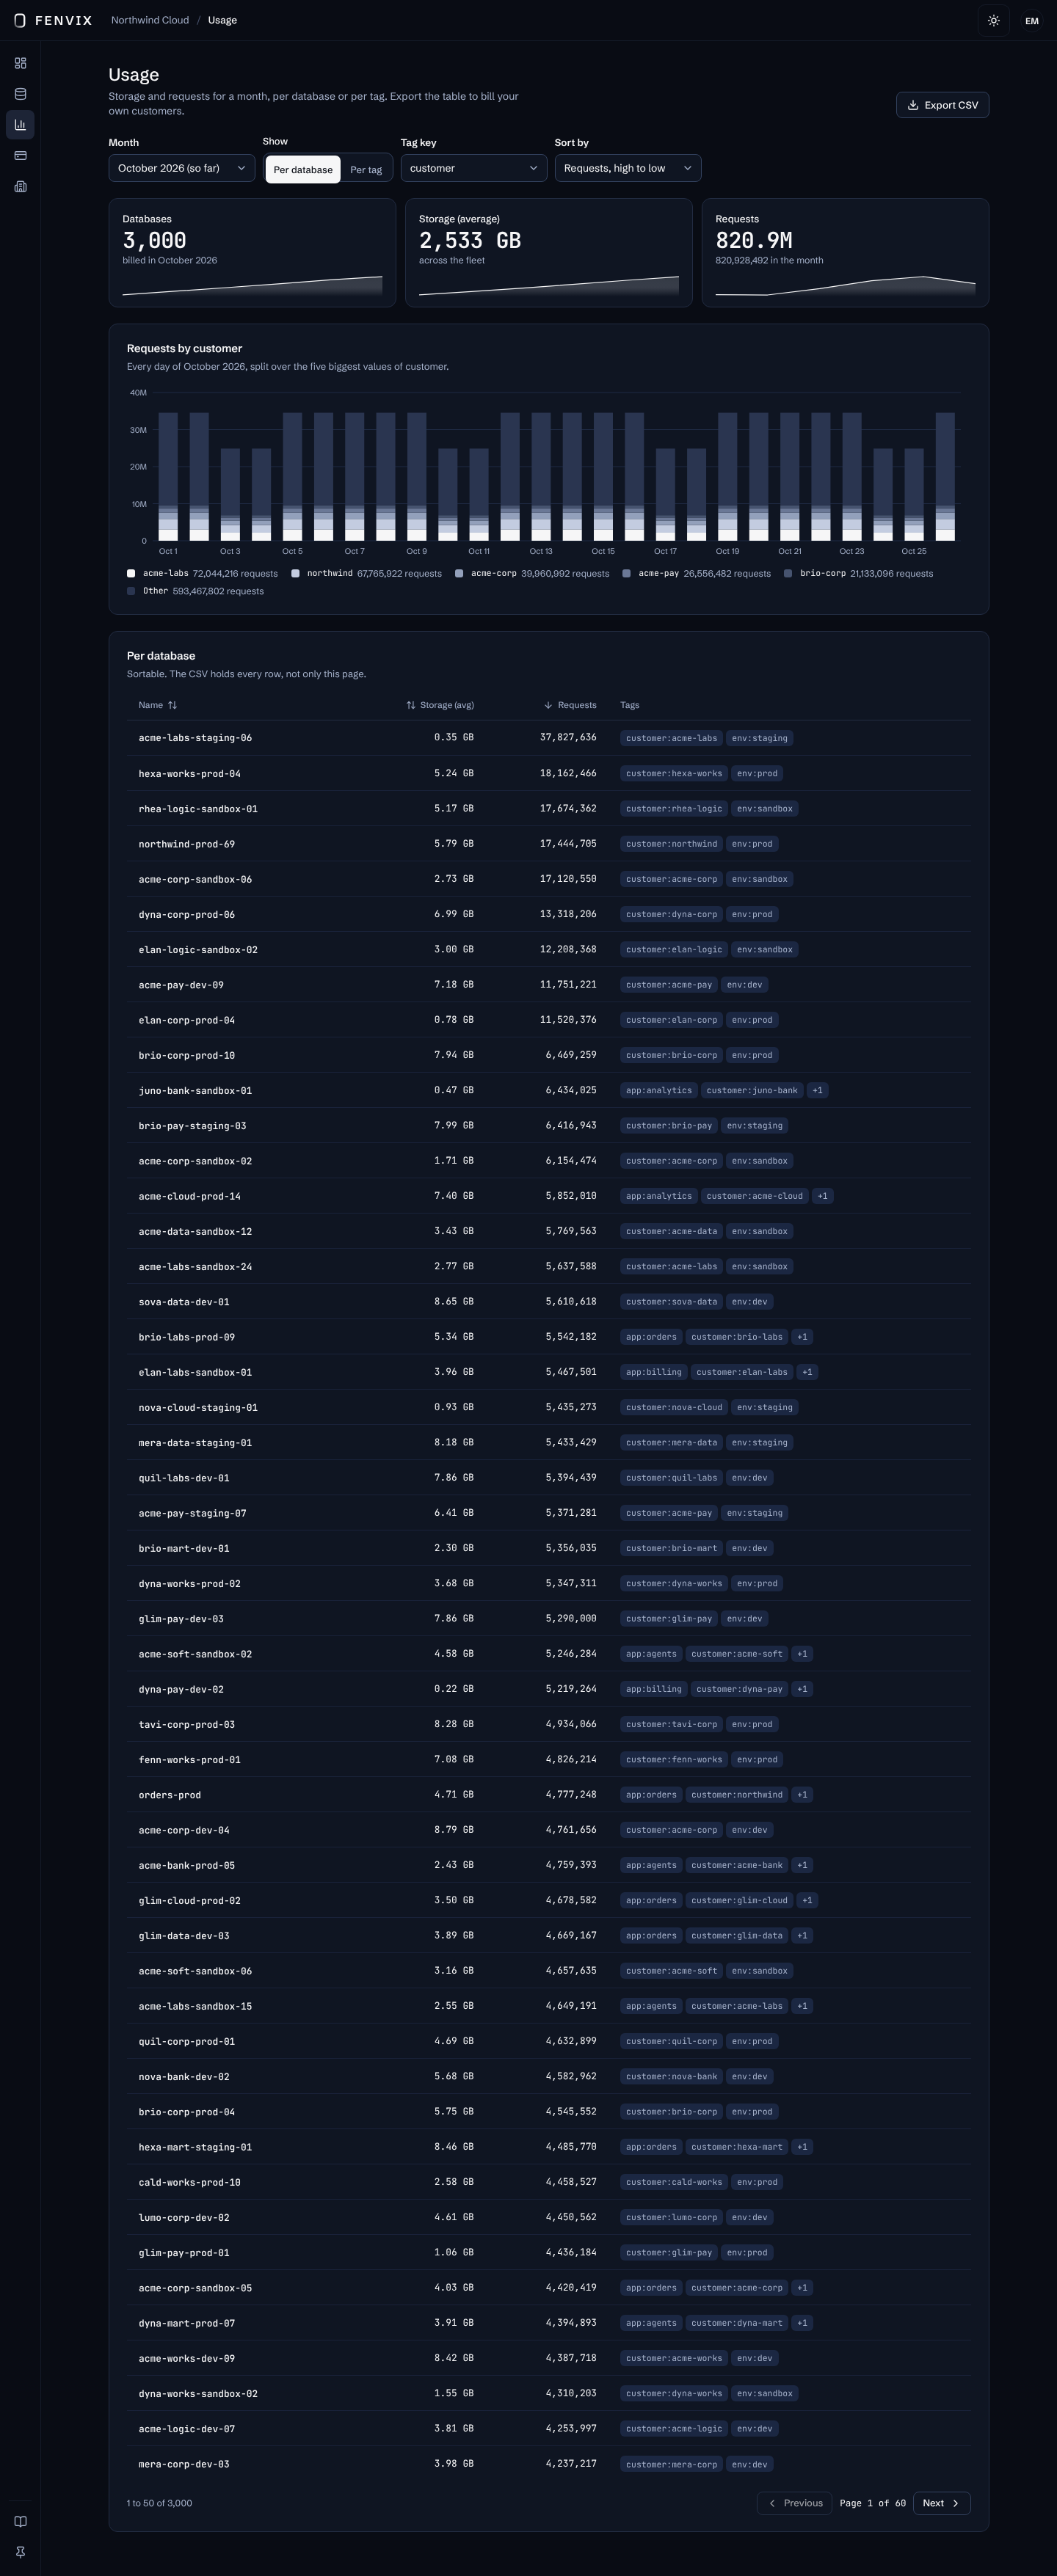 FENVIX Northwind Cloud / Usage EM
Usage
Storage and requests for a month, per database or per tag. Export the table to bill your
own customers.
Export CSV
Month Show Tag key Sort by
October 2026 (so far) Per database Per tag customer Requests, high to low
Databases Storage (average) Requests
3,000 2,533 GB 820.9M
billed in October 2026 across the fleet 820,928,492 in the month
Requests by customer
Every day of October 2026, split over the five biggest values of customer.
40M
30M
20M
10M
0
Oct 1 Oct 3 Oct 5 Oct 7 Oct 9 Oct 11 Oct 13 Oct 15 Oct 17 Oct 19 Oct 21 Oct 23 Oct 25
acme-labs 72,044,216 requests northwind 67,765,922 requests acme-corp 39,960,992 requests acme-pay 26,556,482 requests brio-corp 21,133,096 requests
Other 593,467,802 requests
Per database
Sortable. The CSV holds every row, not only this page.
Name Storage (avg) Requests Tags
acme-labs-staging-06 0.35 GB 37,827,636 customer:acme-labs env:staging
hexa-works-prod-04 5.24 GB 18,162,466 customer:hexa-works env:prod
rhea-logic-sandbox-01 5.17 GB 17,674,362 customer:rhea-logic env:sandbox
northwind-prod-69 5.79 GB 17,444,705 customer:northwind env:prod
acme-corp-sandbox-06 2.73 GB 17,120,550 customer:acme-corp env:sandbox
dyna-corp-prod-06 6.99 GB 13,318,206 customer:dyna-corp env:prod
elan-logic-sandbox-02 3.00 GB 12,208,368 customer:elan-logic env:sandbox
acme-pay-dev-09 7.18 GB 11,751,221 customer:acme-pay env:dev
elan-corp-prod-04 0.78 GB 11,520,376 customer:elan-corp env:prod
brio-corp-prod-10 7.94 GB 6,469,259 customer:brio-corp env:prod
juno-bank-sandbox-01 0.47 GB 6,434,025 app:analytics customer:juno-bank +1
brio-pay-staging-03 7.99 GB 6,416,943 customer:brio-pay env:staging
acme-corp-sandbox-02 1.71 GB 6,154,474 customer:acme-corp env:sandbox
acme-cloud-prod-14 7.40 GB 5,852,010 app:analytics customer:acme-cloud +1
acme-data-sandbox-12 3.43 GB 5,769,563 customer:acme-data env:sandbox
acme-labs-sandbox-24 2.77 GB 5,637,588 customer:acme-labs env:sandbox
sova-data-dev-01 8.65 GB 5,610,618 customer:sova-data env:dev
brio-labs-prod-09 5.34 GB 5,542,182 app:orders customer:brio-labs +1
elan-labs-sandbox-01 3.96 GB 5,467,501 app:billing customer:elan-labs +1
nova-cloud-staging-01 0.93 GB 5,435,273 customer:nova-cloud env:staging
mera-data-staging-01 8.18 GB 5,433,429 customer:mera-data env:staging
quil-labs-dev-01 7.86 GB 5,394,439 customer:quil-labs env:dev
acme-pay-staging-07 6.41 GB 5,371,281 customer:acme-pay env:staging
brio-mart-dev-01 2.30 GB 5,356,035 customer:brio-mart env:dev
dyna-works-prod-02 3.68 GB 5,347,311 customer:dyna-works env:prod
glim-pay-dev-03 7.86 GB 5,290,000 customer:glim-pay env:dev
acme-soft-sandbox-02 4.58 GB 5,246,284 app:agents customer:acme-soft +1
dyna-pay-dev-02 0.22 GB 5,219,264 app:billing customer:dyna-pay +1
tavi-corp-prod-03 8.28 GB 4,934,066 customer:tavi-corp env:prod
fenn-works-prod-01 7.08 GB 4,826,214 customer:fenn-works env:prod
orders-prod 4.71 GB 4,777,248 app:orders customer:northwind +1
acme-corp-dev-04 8.79 GB 4,761,656 customer:acme-corp env:dev
acme-bank-prod-05 2.43 GB 4,759,393 app:agents customer:acme-bank +1
glim-cloud-prod-02 3.50 GB 4,678,582 app:orders customer:glim-cloud +1
glim-data-dev-03 3.89 GB 4,669,167 app:orders customer:glim-data +1
acme-soft-sandbox-06 3.16 GB 4,657,635 customer:acme-soft env:sandbox
acme-labs-sandbox-15 2.55 GB 4,649,191 app:agents customer:acme-labs +1
quil-corp-prod-01 4.69 GB 4,632,899 customer:quil-corp env:prod
nova-bank-dev-02 5.68 GB 4,582,962 customer:nova-bank env:dev
brio-corp-prod-04 5.75 GB 4,545,552 customer:brio-corp env:prod
hexa-mart-staging-01 8.46 GB 4,485,770 app:orders customer:hexa-mart +1
cald-works-prod-10 2.58 GB 4,458,527 customer:cald-works env:prod
lumo-corp-dev-02 4.61 GB 4,450,562 customer:lumo-corp env:dev
glim-pay-prod-01 1.06 GB 4,436,184 customer:glim-pay env:prod
acme-corp-sandbox-05 4.03 GB 4,420,419 app:orders customer:acme-corp +1
dyna-mart-prod-07 3.91 GB 4,394,893 app:agents customer:dyna-mart +1
acme-works-dev-09 8.42 GB 4,387,718 customer:acme-works env:dev
dyna-works-sandbox-02 1.55 GB 4,310,203 customer:dyna-works env:sandbox
acme-logic-dev-07 3.81 GB 4,253,997 customer:acme-logic env:dev
mera-corp-dev-03 3.98 GB 4,237,217 customer:mera-corp env:dev
1 to 50 of 3,000 Previous Page 1 of 60 Next